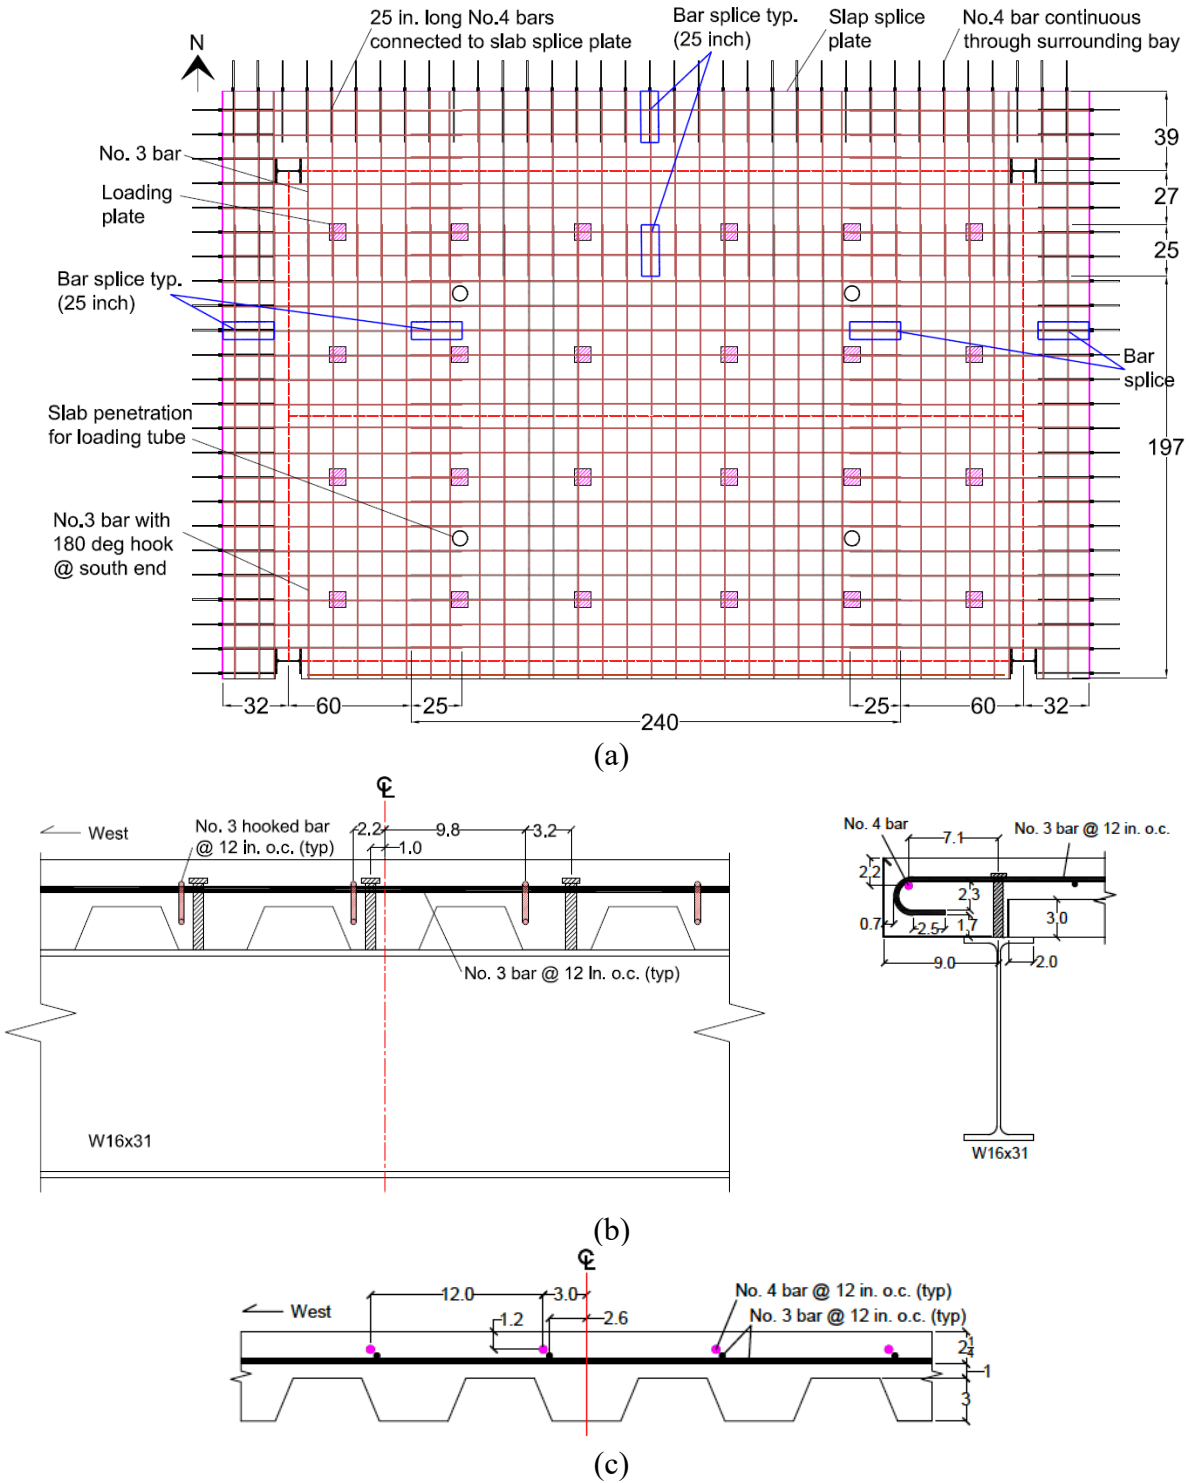 25 in. long No.4 bars
connected to slab splice plate
Bar splice typ.
(25 inch)
Slap splice
plate
No.4 bar continuous
through surrounding bay
N
No. 3 bar
Loading
plate
Bar splice typ.
(25 inch)
Slab penetration
for loading tube
No.3 bar with
180 deg hook
@ south end
39
27
25
Bar
splice
197
32
60
25
240
25
60
32
(a)
West
No. 3 hooked bar
@ 12 in. o.c. (typ)
℄
2.2
9.8
3.2
1.0
No. 3 bar @ 12 In. o.c. (typ)
W16x31
No. 4 bar
7.1
No. 3 bar @ 12 in. o.c.
2.2
2.3
3.0
0.7
2.5
1.7
9.0
2.0
W16x31
(b)
℄
West
12.0
3.0
1.2
2.6
No. 4 bar @ 12 in. o.c. (typ)
No. 3 bar @ 12 in. o.c. (typ)
2 1/4
1
3
(c)